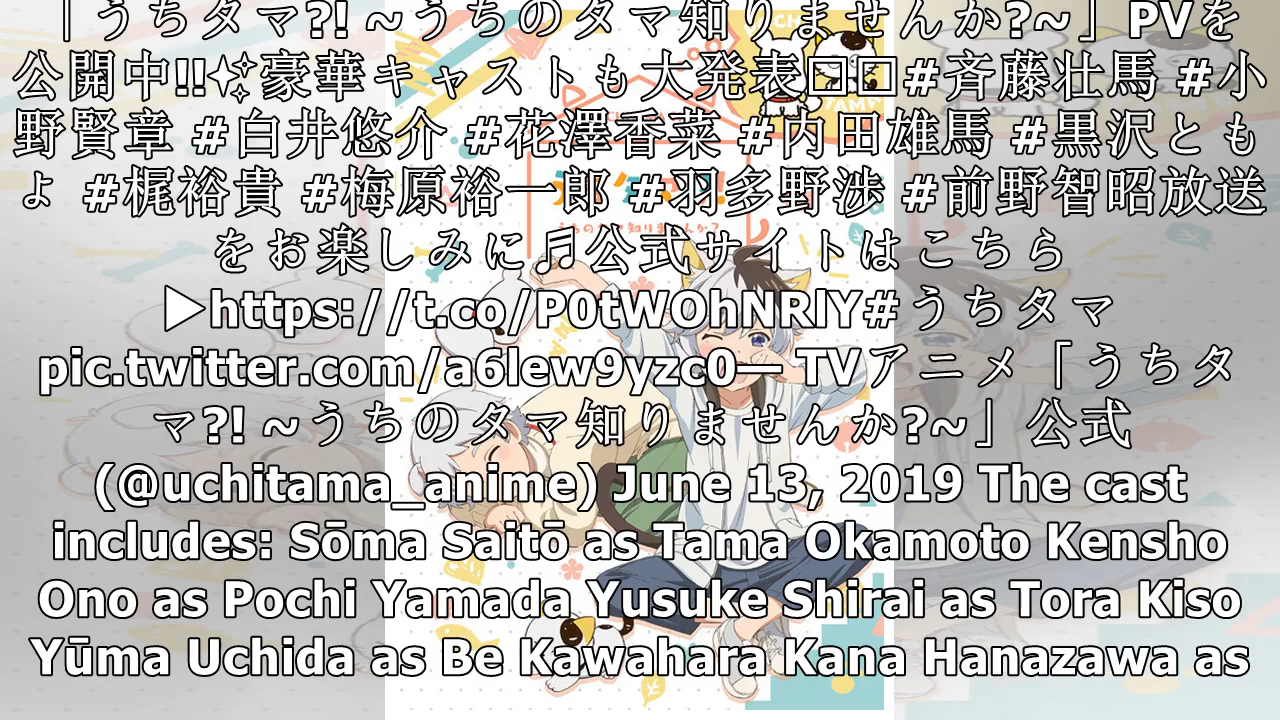 「うちタマ?! ~うちのタマ知りませんか?~」PVを
公開中!!✨豪華キャストも大発表□□#斉藤壮馬 #小
野賢章 #白井悠介 #花澤香菜 #内田雄馬 #黒沢とも
よ #梶裕貴 #梅原裕一郎 #羽多野渉 #前野智昭放送
をお楽しみに♬公式サイトはこちら
▶https://t.co/P0tWOhNRlY#うちタマ
pic.twitter.com/a6lew9yzc0— TVアニメ「うちタ
マ?! ~うちのタマ知りませんか?~」公式
(@uchitama_anime) June 13, 2019 The cast
includes: Sōma Saitō as Tama Okamoto Kensho
Ono as Pochi Yamada Yusuke Shirai as Tora Kiso
Yūma Uchida as Be Kawahara Kana Hanazawa as